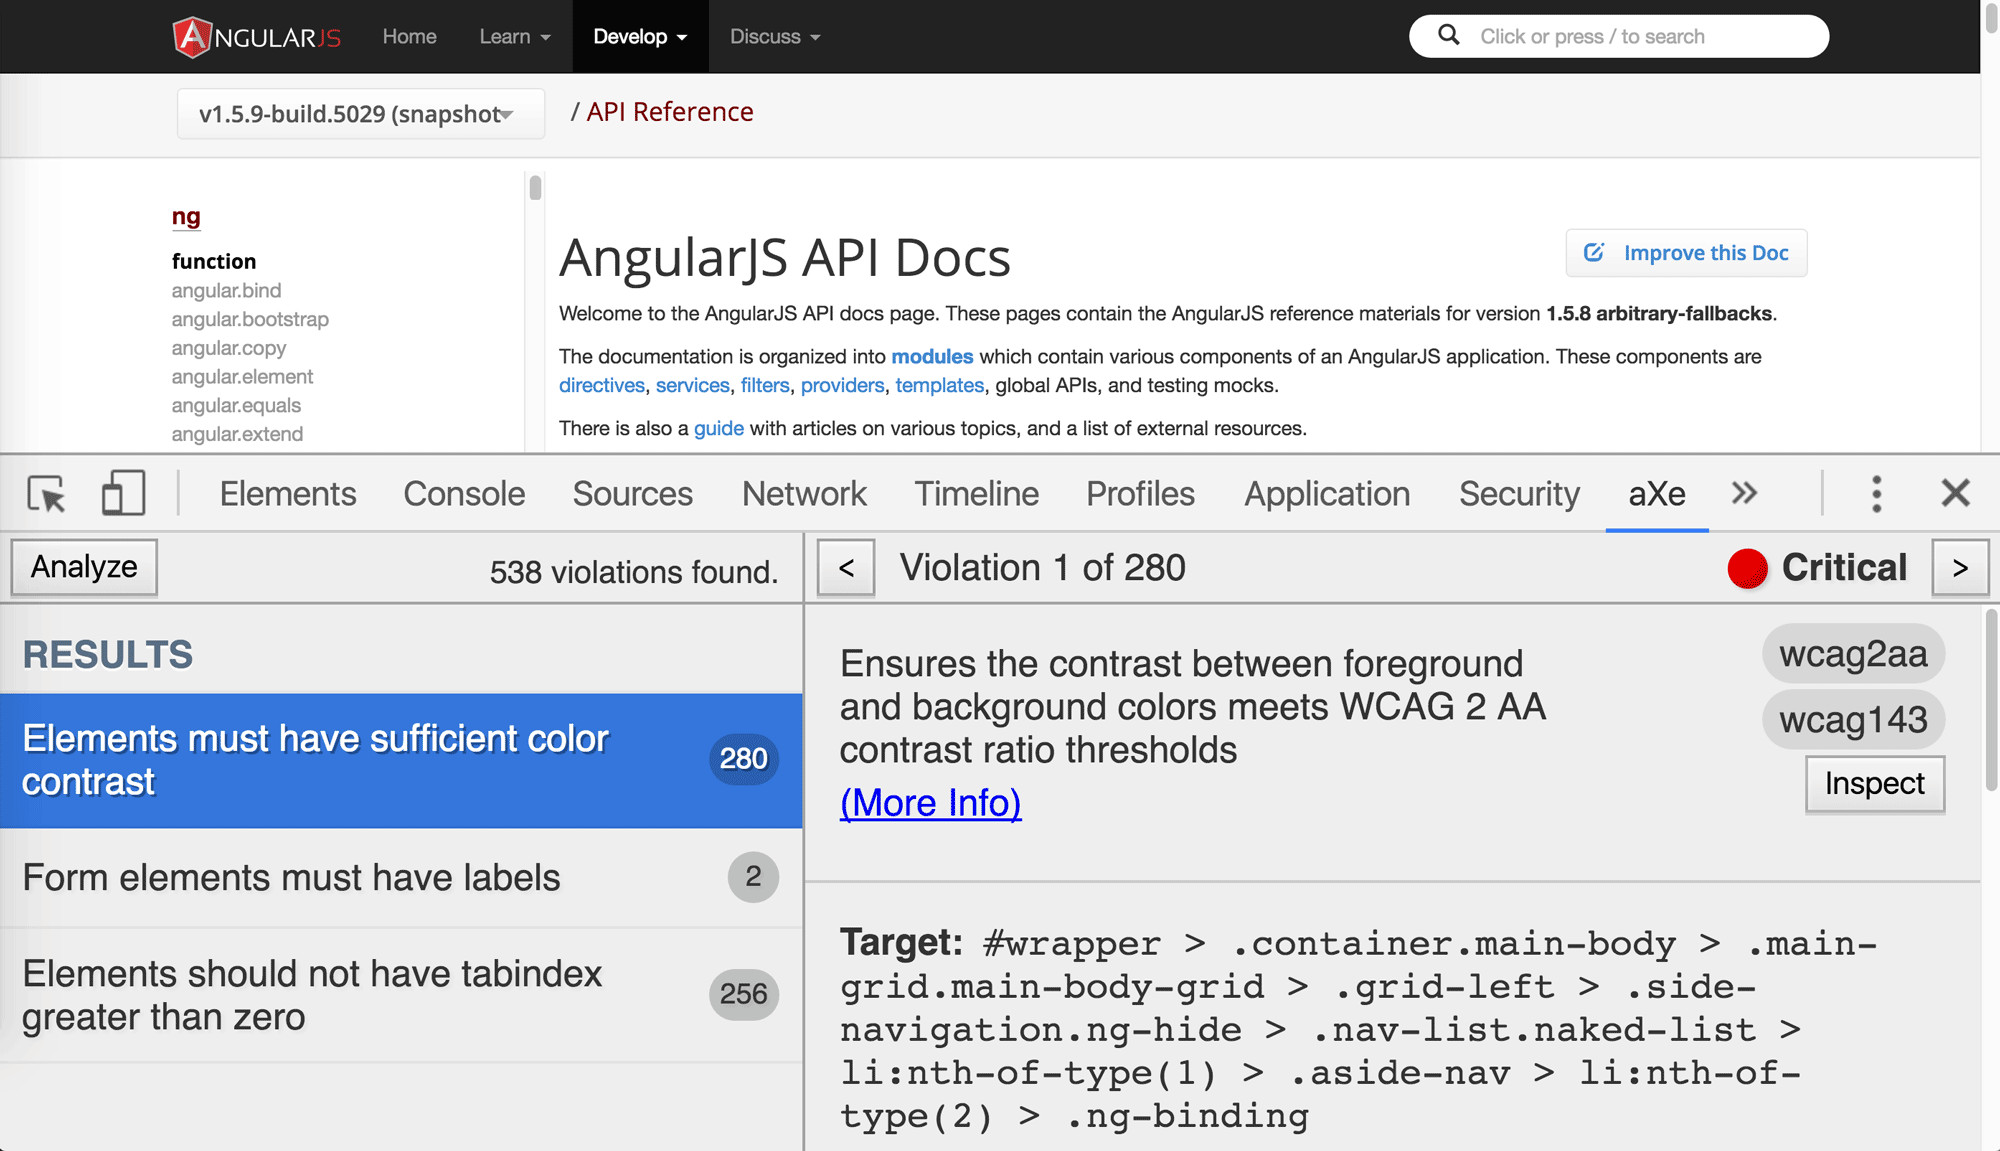 ANGULARJS Home Learn Develop Discuss Click or press / to search
v1.5.9-build.5029 (snapshot / API Reference
ng
function
angular.bind
angular.bootstrap
angular.copy
angular.element
angular.equals
angular.extend
AngularJS API Docs
Improve this Doc
Welcome to the AngularJS API docs page. These pages contain the AngularJS reference materials for version 1.5.8 arbitrary-fallbacks.
The documentation is organized into modules which contain various components of an AngularJS application. These components are
directives, services, filters, providers, templates, global APIs, and testing mocks.
There is also a guide with articles on various topics, and a list of external resources.
Elements Console Sources Network Timeline Profiles Application Security aXe »
Analyze 538 violations found.
< Violation 1 of 280 Critical >
RESULTS
Elements must have sufficient color
contrast
280
Form elements must have labels 2
Elements should not have tabindex
greater than zero
256
Ensures the contrast between foreground
and background colors meets WCAG 2 AA
contrast ratio thresholds
(More Info)
wcag2aa
wcag143
Inspect
Target: #wrapper > .container.main-body > .main-
grid.main-body-grid > .grid-left > .side-
navigation.ng-hide > .nav-list.naked-list >
li:nth-of-type(1) > .aside-nav > li:nth-of-
type(2) > .ng-binding